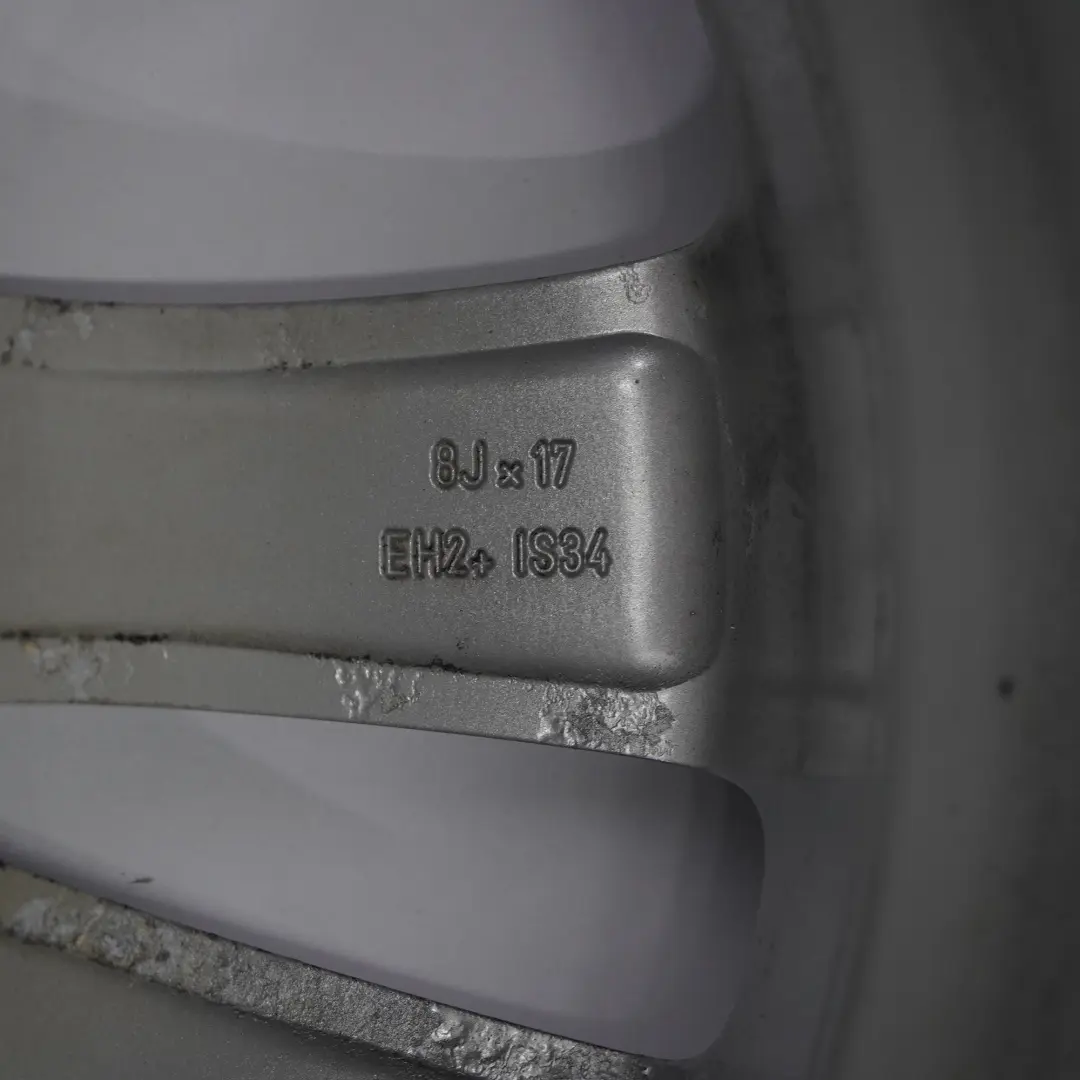 8J x 17
EH2+ IS34